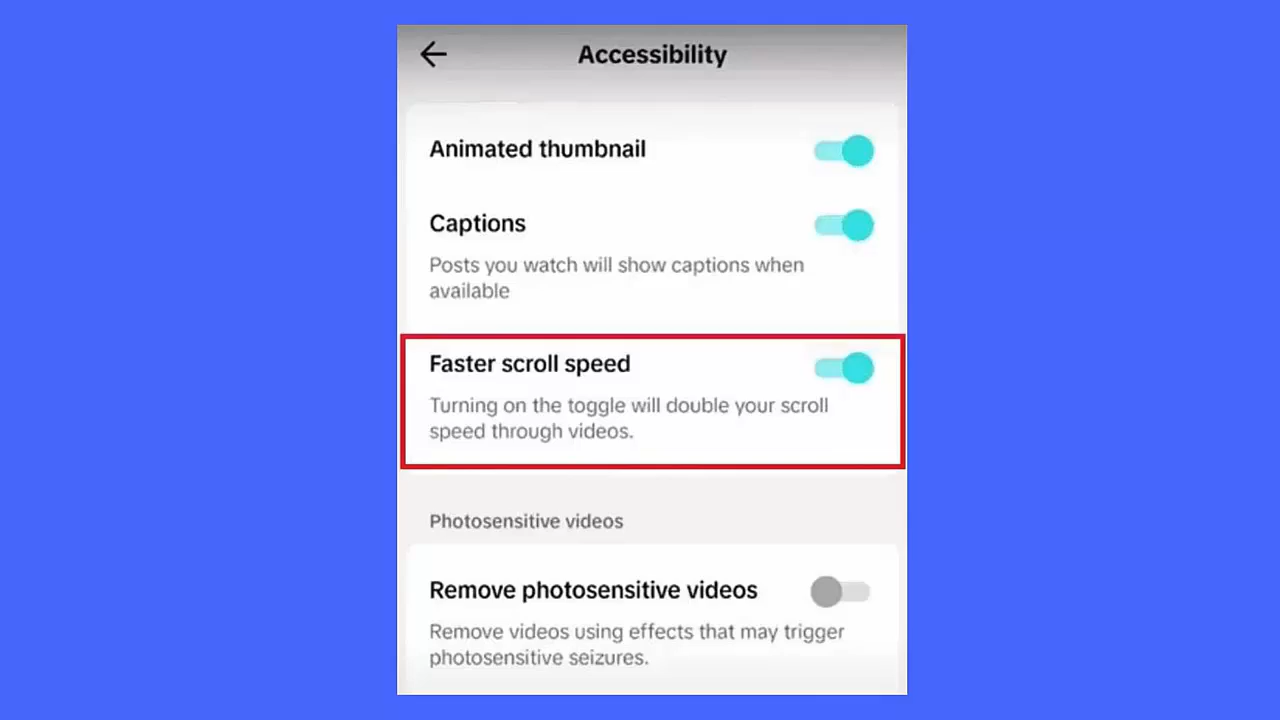 Accessibility
Animated thumbnail
Captions
Posts you watch will show captions when
available
Faster scroll speed
Turning on the toggle will double your scroll
speed through videos.
Photosensitive videos
Remove photosensitive videos
Remove videos using effects that may trigger
photosensitive seizures.